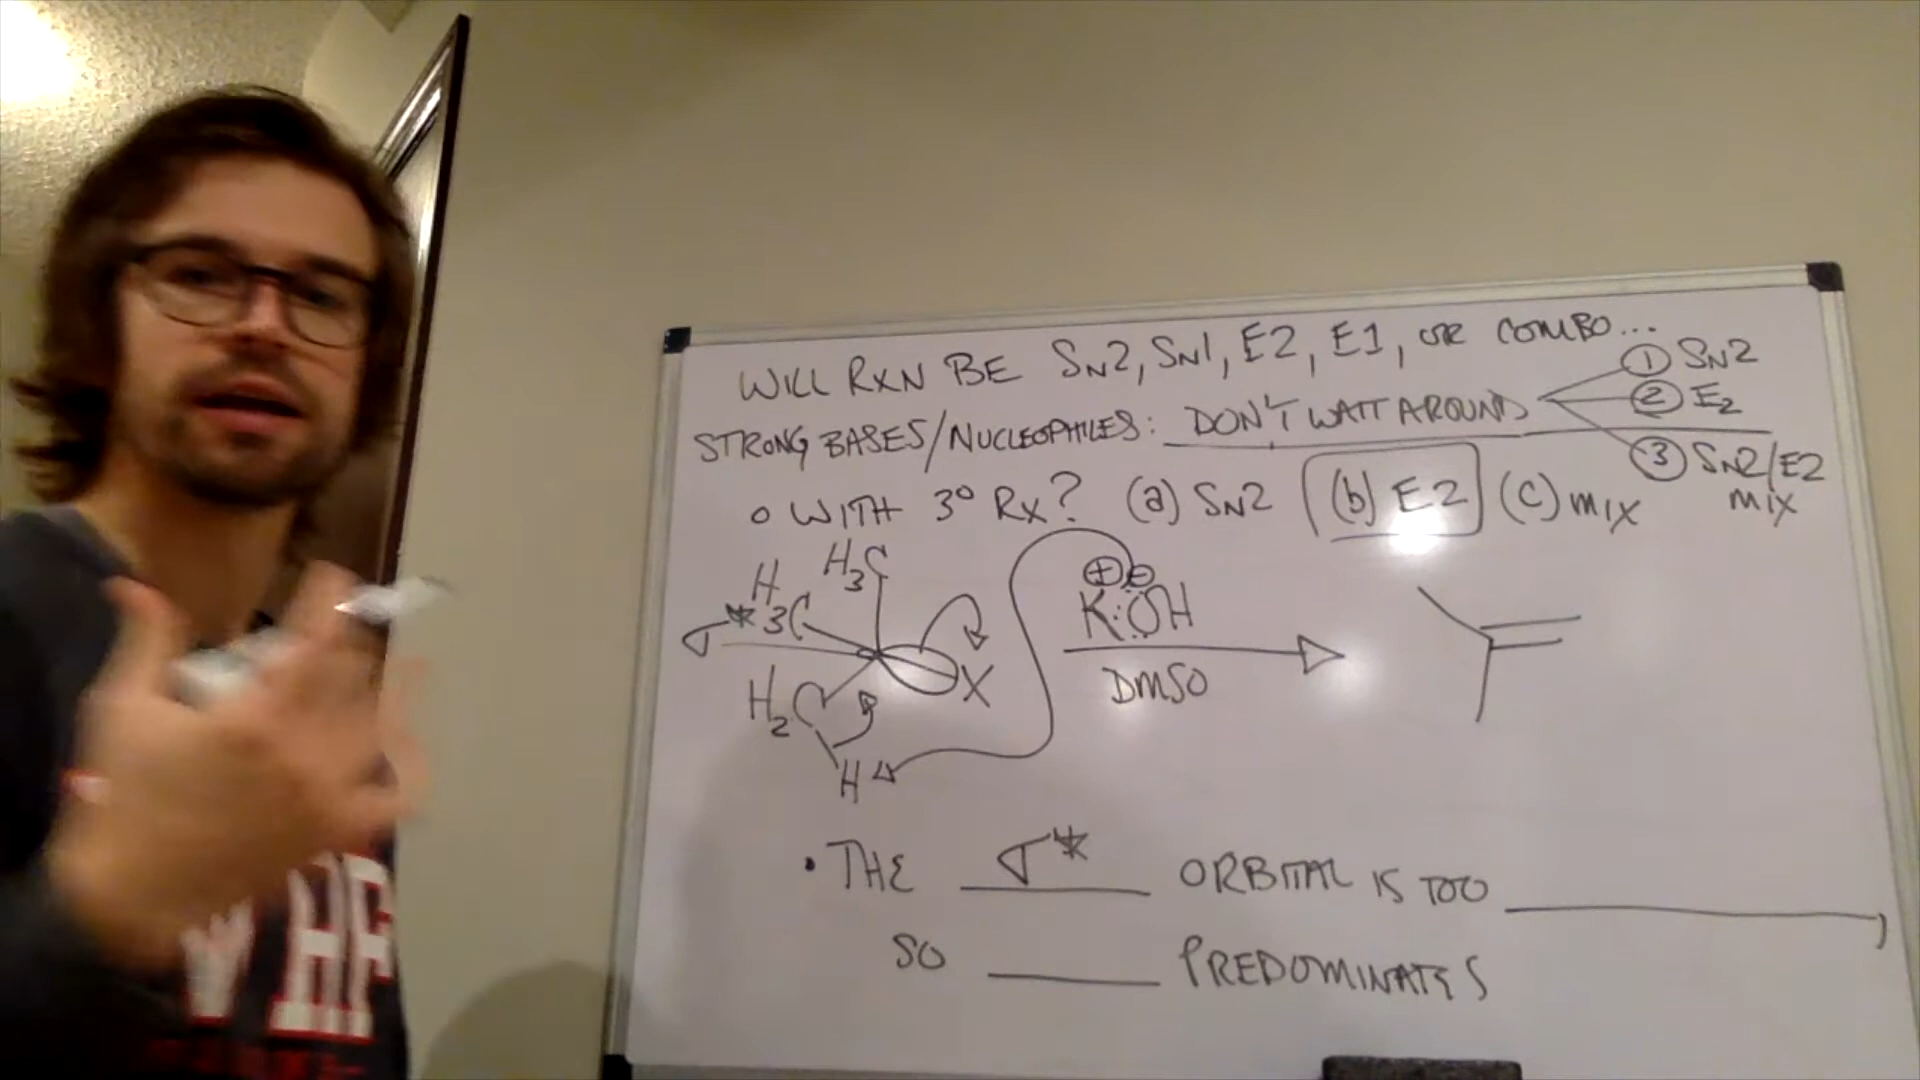 WILL RXN BE SN2, SN1, E2, E1, OR COMBO...
① SN2
STRONG BASES/NUCLEOPHILES: DON'T WAIT AROUND
② E2
③ SN2/E2 MIX
○ WITH 3° RX? (a) SN2 (b) E2 (c) MIX
H3C
H3C
σ*
H2C
H
X
⊕ ⊖
K :ÖH
DMSO
• THE σ* ORBITAL IS TOO ________,
SO ____ PREDOMINATES